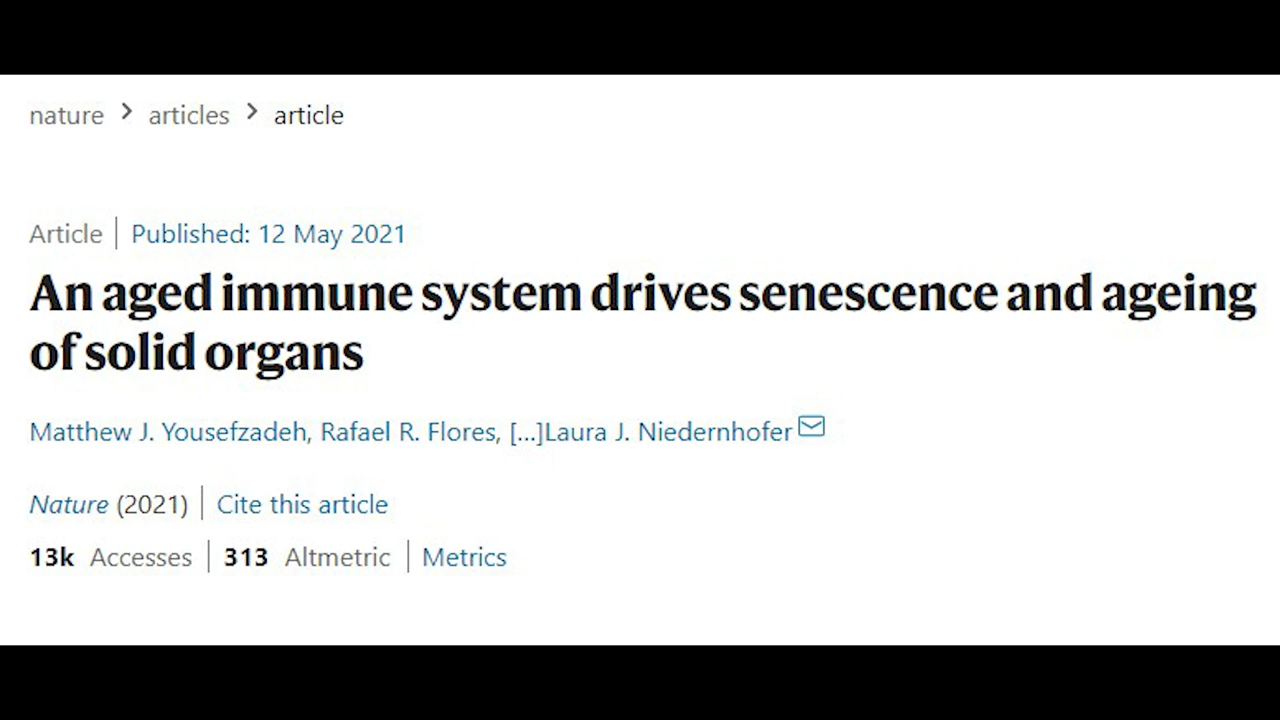 nature > articles > article
Article | Published: 12 May 2021
An aged immune system drives senescence and ageing
of solid organs
Matthew J. Yousefzadeh, Rafael R. Flores, [...]Laura J. Niedernhofer
Nature (2021) | Cite this article
13k Accesses | 313 Altmetric | Metrics